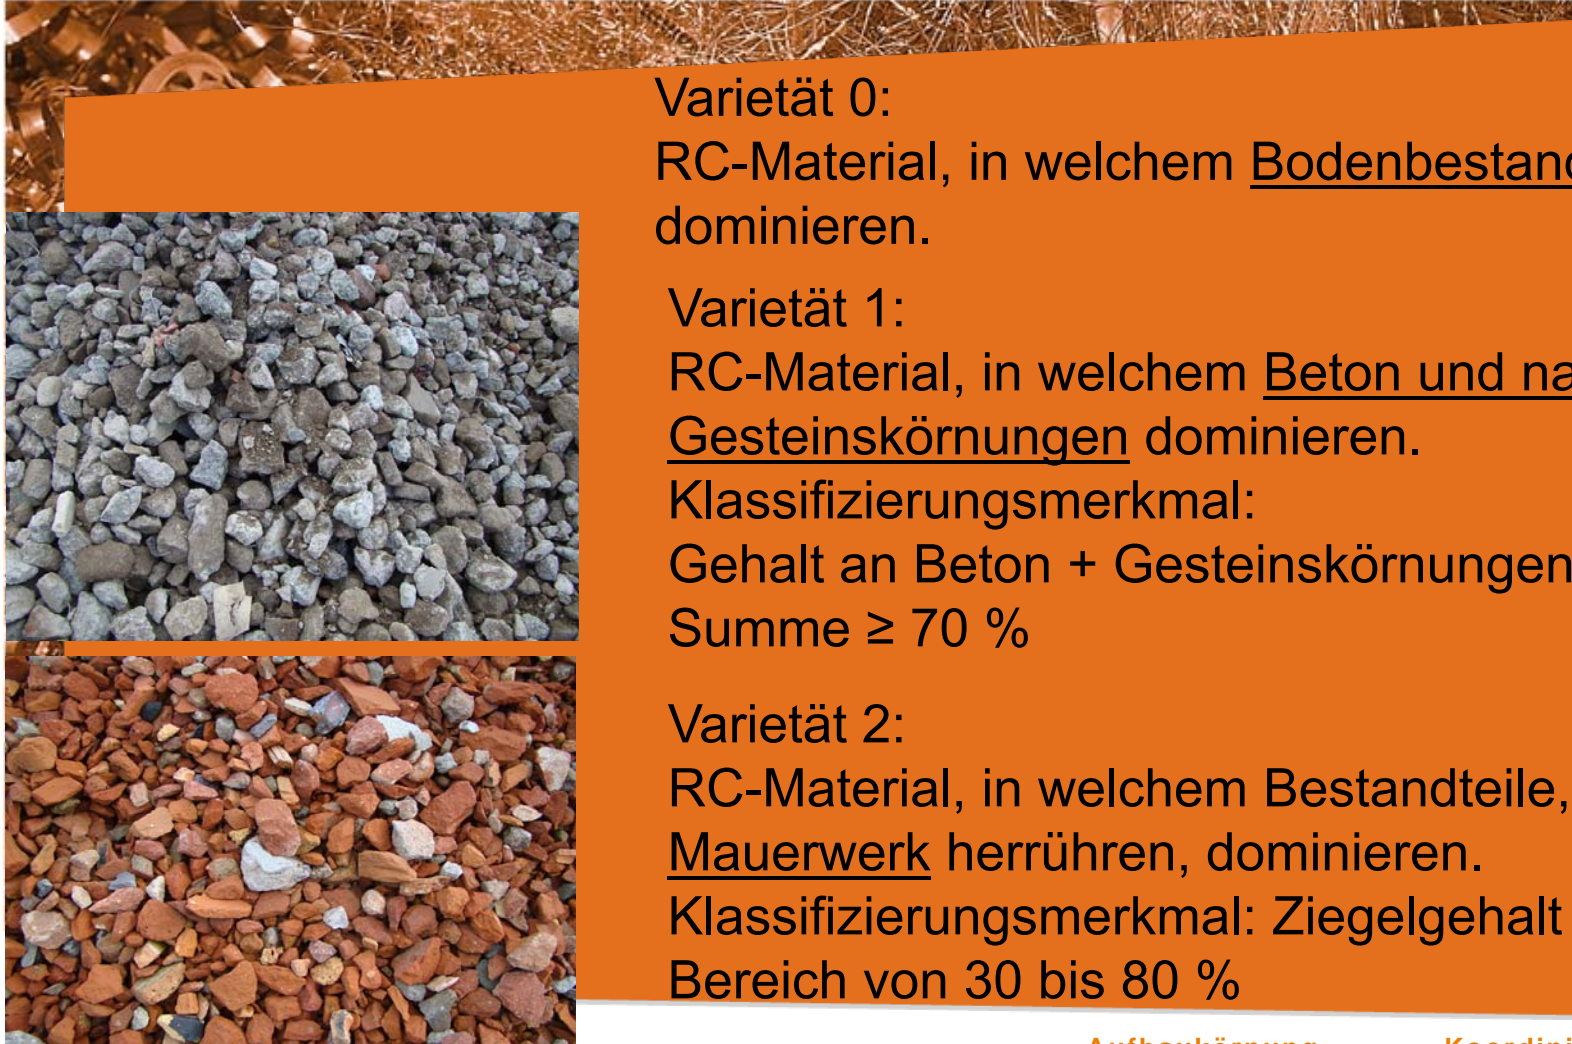 Varietät 0:
RC-Material, in welchem
dominieren.
Varietät 1:
RC-Material, in welchem Beton und
Gesteinskörnungen dominieren.
Klassifizierungsmerkmal:
Gehalt an Beton + Gesteinskörnungen
Summe ≥ 70 %
Varietät 2:
RC-Material, in welchem Bestandteile,
Mauerwerk herrühren, dominieren.
Klassifizierungsmerkmal: Ziegelgehalt
Bereich von 30 bis 80 %